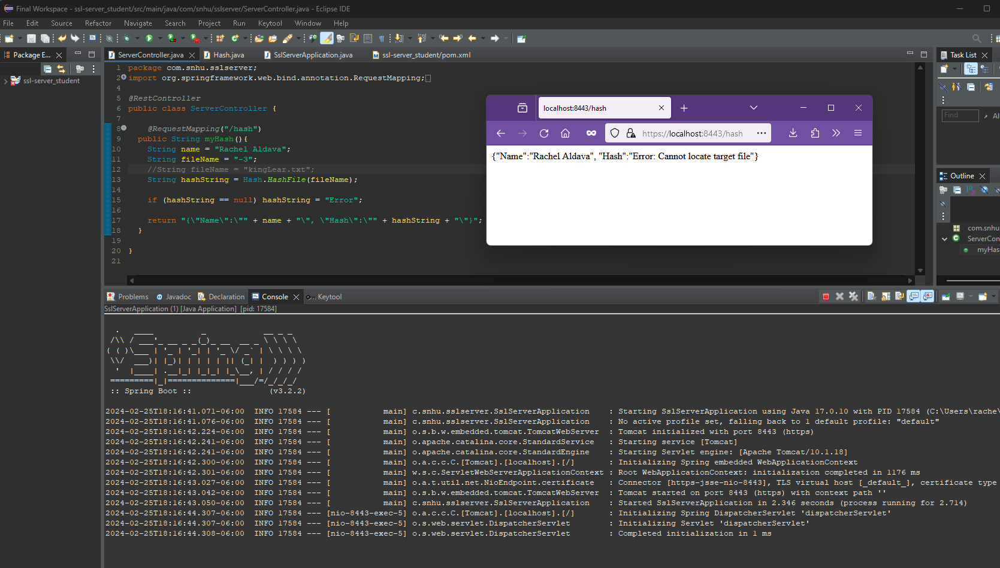 Final Workspace - ssl-server_student/src/main/java/com/snhu/sslserver/ServerController.java - Eclipse IDE
File Edit Source Refactor Navigate Search Project Run Keytool Window Help
Package E...
ssl-server_student
ServerController.java Hash.java SslServerApplication.java ssl-server_student/pom.xml
1 package com.snhu.sslserver;
2 import org.springframework.web.bind.annotation.RequestMapping;
4
5 @RestController
6 public class ServerController {
7
8 @RequestMapping("/hash")
9 public String myHash(){
10 String name = "Rachel Aldava";
11 String fileName = "-3";
12 //String fileName = "kingLear.txt";
13 String hashString = Hash.HashFile(fileName);
14
15 if (hashString == null) hashString = "Error";
16
17 return "{\"Name\":\"" + name + "\", \"Hash\":\"" + hashString + "\"}";
18 }
19
20 }
21
localhost:8443/hash
https://localhost:8443/hash
{"Name":"Rachel Aldava", "Hash":"Error: Cannot locate target file"}
Task List
Find Al
Outline
com.snhu
ServerCon
myHas
Problems Javadoc Declaration Console Keytool
SslServerApplication (1) [Java Application] [pid: 17584]
  .   ____          _            __ _ _
 /\\ / ___'_ __ _ _(_)_ __  __ _ \ \ \ \
( ( )\___ | '_ | '_| | '_ \/ _` | \ \ \ \
 \\/  ___)| |_)| | | | | || (_| |  ) ) ) )
  '  |____| .__|_| |_|_| |_\__, | / / / /
 =========|_|==============|___/=/_/_/_/
 :: Spring Boot :: (v3.2.2)
2024-02-25T18:16:41.071-06:00 INFO 17584 --- [ main] c.snhu.sslserver.SslServerApplication : Starting SslServerApplication using Java 17.0.10 with PID 17584 (C:\Users\rache\
2024-02-25T18:16:41.076-06:00 INFO 17584 --- [ main] c.snhu.sslserver.SslServerApplication : No active profile set, falling back to 1 default profile: "default"
2024-02-25T18:16:42.224-06:00 INFO 17584 --- [ main] o.s.b.w.embedded.tomcat.TomcatWebServer : Tomcat initialized with port 8443 (https)
2024-02-25T18:16:42.241-06:00 INFO 17584 --- [ main] o.apache.catalina.core.StandardService : Starting service [Tomcat]
2024-02-25T18:16:42.241-06:00 INFO 17584 --- [ main] o.apache.catalina.core.StandardEngine : Starting Servlet engine: [Apache Tomcat/10.1.18]
2024-02-25T18:16:42.300-06:00 INFO 17584 --- [ main] o.a.c.c.C.[Tomcat].[localhost].[/] : Initializing Spring embedded WebApplicationContext
2024-02-25T18:16:42.301-06:00 INFO 17584 --- [ main] w.s.c.ServletWebServerApplicationContext : Root WebApplicationContext: initialization completed in 1176 ms
2024-02-25T18:16:43.027-06:00 INFO 17584 --- [ main] o.a.t.util.net.NioEndpoint.certificate : Connector [https-jsse-nio-8443], TLS virtual host [_default_], certificate type
2024-02-25T18:16:43.042-06:00 INFO 17584 --- [ main] o.s.b.w.embedded.tomcat.TomcatWebServer : Tomcat started on port 8443 (https) with context path ''
2024-02-25T18:16:43.050-06:00 INFO 17584 --- [ main] c.snhu.sslserver.SslServerApplication : Started SslServerApplication in 2.346 seconds (process running for 2.714)
2024-02-25T18:16:44.307-06:00 INFO 17584 --- [nio-8443-exec-5] o.a.c.c.C.[Tomcat].[localhost].[/] : Initializing Spring DispatcherServlet 'dispatcherServlet'
2024-02-25T18:16:44.307-06:00 INFO 17584 --- [nio-8443-exec-5] o.s.web.servlet.DispatcherServlet : Initializing Servlet 'dispatcherServlet'
2024-02-25T18:16:44.308-06:00 INFO 17584 --- [nio-8443-exec-5] o.s.web.servlet.DispatcherServlet : Completed initialization in 1 ms